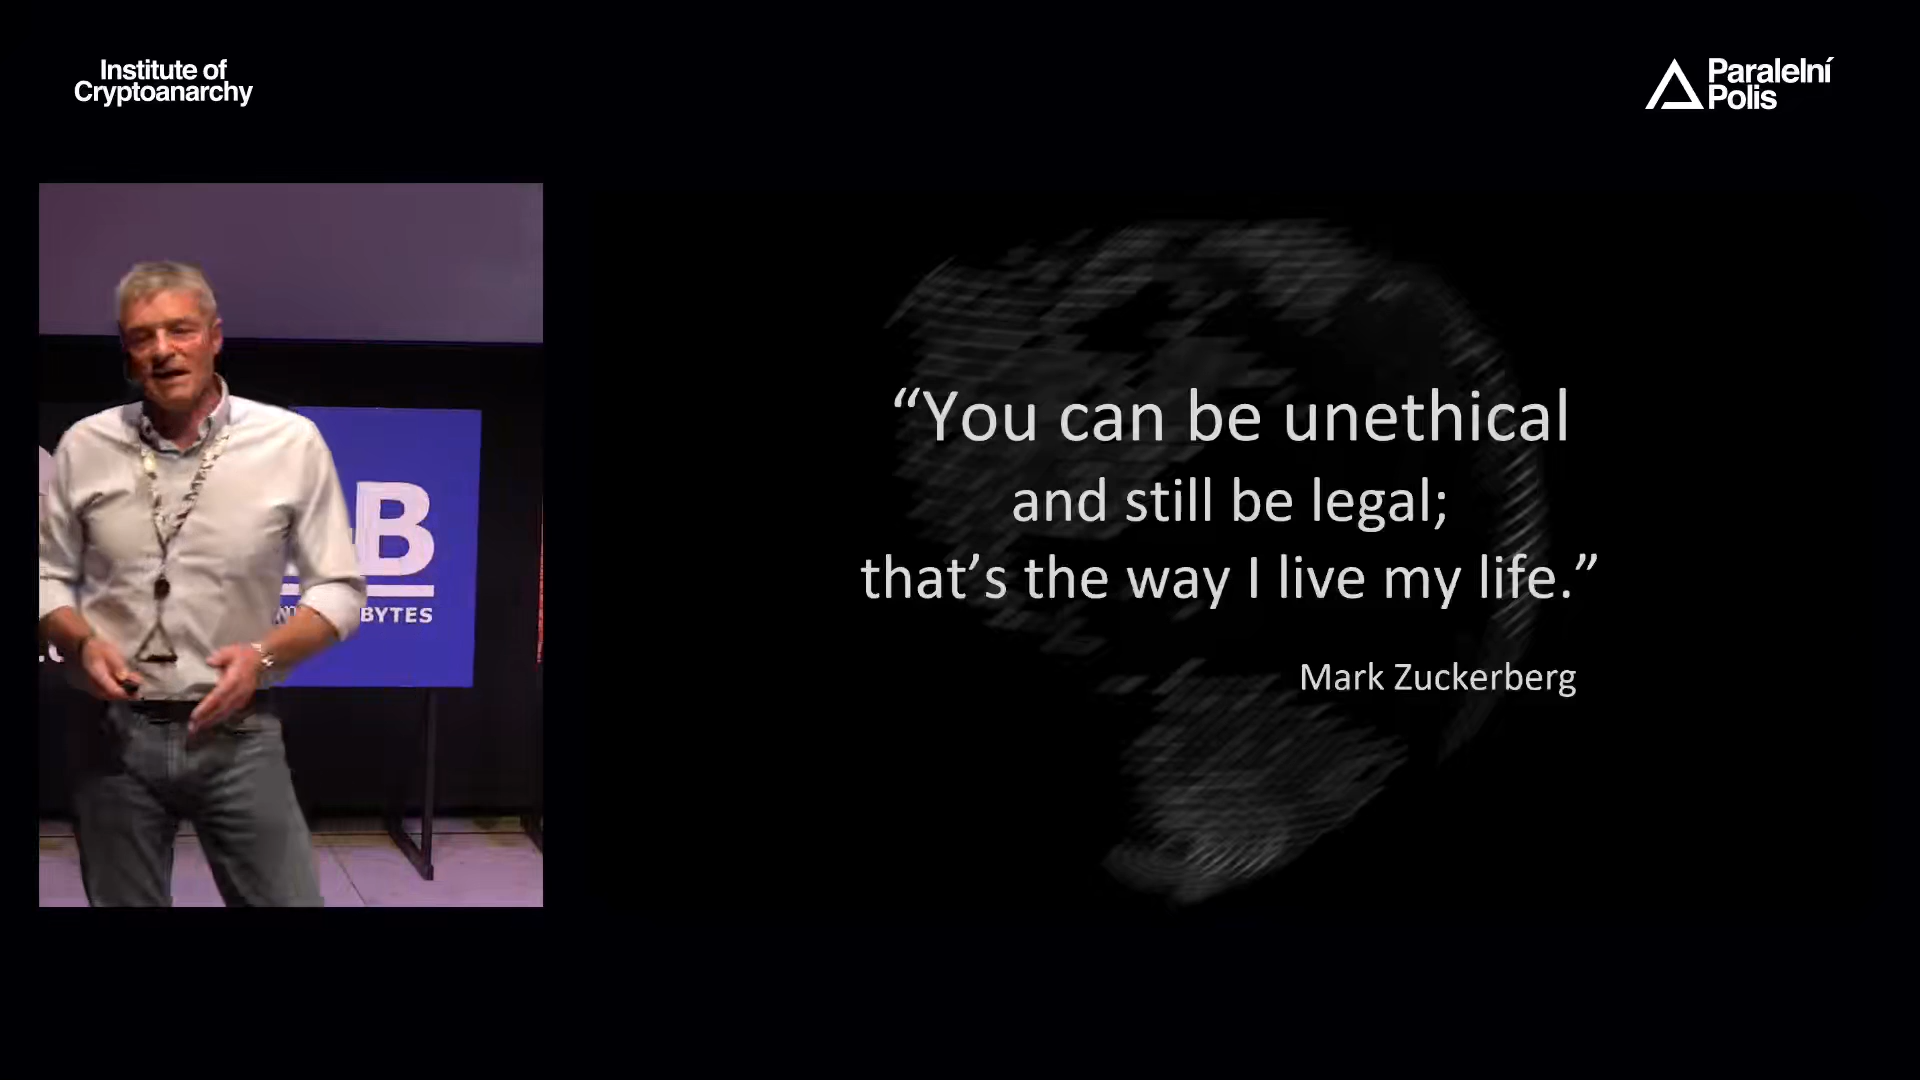 Institute of
Cryptoanarchy
Paralelní
Polis
“You can be unethical
and still be legal;
that’s the way I live my life.”
Mark Zuckerberg
B
BYTES